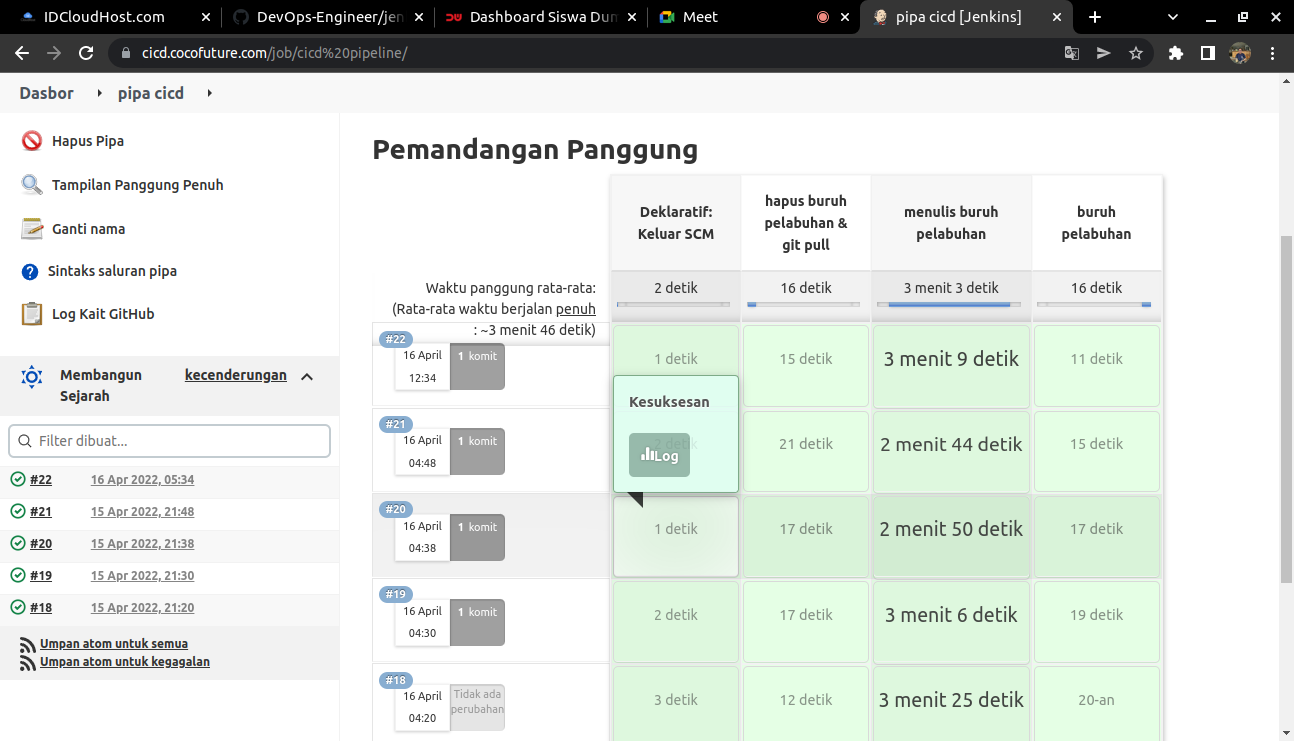 IDCloudHost.com
DevOps-Engineer/jen
Dashboard Siswa Dum
Meet
pipa cicd [Jenkins]
cicd.cocofuture.com/job/cicd%20pipeline/
Dasbor
pipa cicd
Hapus Pipa
Tampilan Panggung Penuh
Ganti nama
Sintaks saluran pipa
Log Kait GitHub
Membangun Sejarah
kecenderungan
Filter dibuat...
#22 16 Apr 2022, 05:34
#21 15 Apr 2022, 21:48
#20 15 Apr 2022, 21:38
#19 15 Apr 2022, 21:30
#18 15 Apr 2022, 21:20
Umpan atom untuk semua
Umpan atom untuk kegagalan
Pemandangan Panggung
Deklaratif:
Keluar SCM
hapus buruh
pelabuhan &
git pull
menulis buruh
pelabuhan
buruh
pelabuhan
Waktu panggung rata-rata:
(Rata-rata waktu berjalan penuh
: ~3 menit 46 detik)
2 detik
16 detik
3 menit 3 detik
16 detik
#22
16 April
12:34
1 komit
1 detik
15 detik
3 menit 9 detik
11 detik
Kesuksesan
Log
#21
16 April
04:48
1 komit
2 detik
21 detik
2 menit 44 detik
15 detik
#20
16 April
04:38
1 komit
1 detik
17 detik
2 menit 50 detik
17 detik
#19
16 April
04:30
1 komit
2 detik
17 detik
3 menit 6 detik
19 detik
#18
16 April
04:20
Tidak ada
perubahan
3 detik
12 detik
3 menit 25 detik
20-an